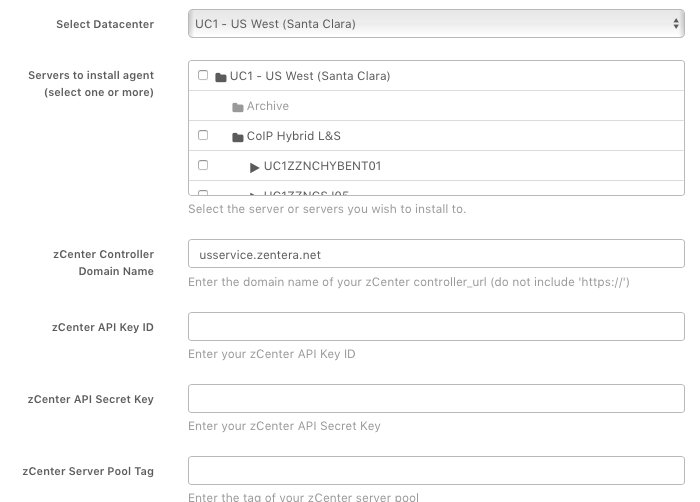 Select Datacenter
UC1 - US West (Santa Clara)
Servers to install agent
(select one or more)
UC1 - US West (Santa Clara)
Archive
CoIP Hybrid L&S
UC1ZZNCHYBENT01
Select the server or servers you wish to install to.
zCenter Controller
Domain Name
usservice.zentera.net
Enter the domain name of your zCenter controller_url (do not include 'https://')
zCenter API Key ID
Enter your zCenter API Key ID
zCenter API Secret Key
Enter your zCenter API Secret Key
zCenter Server Pool Tag
Enter the tag of your zCenter server pool